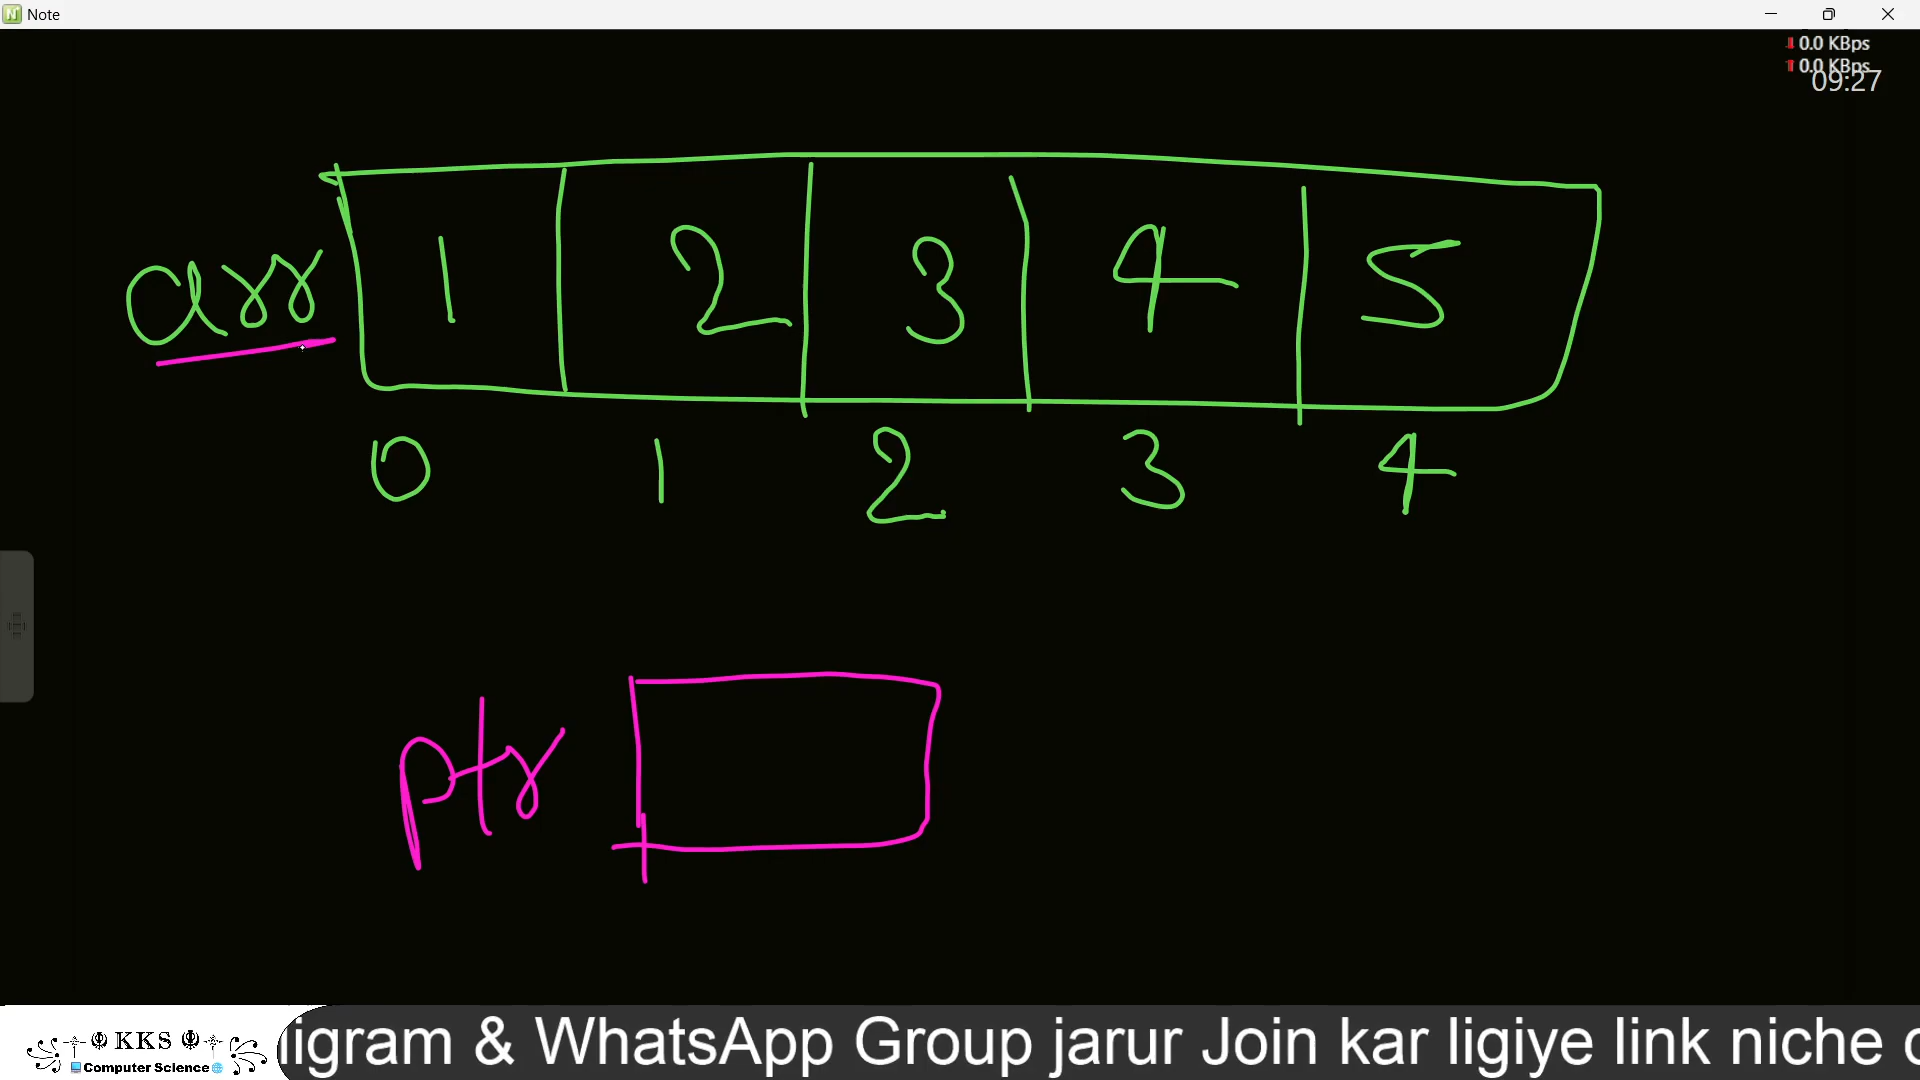 Note
0.0 KBps
0.0 KBps
09:27
arr 1 2 3 4 5
0 1 2 3 4
ptr
KKS
Computer Science
ligram & WhatsApp Group jarur Join kar ligiye link niche